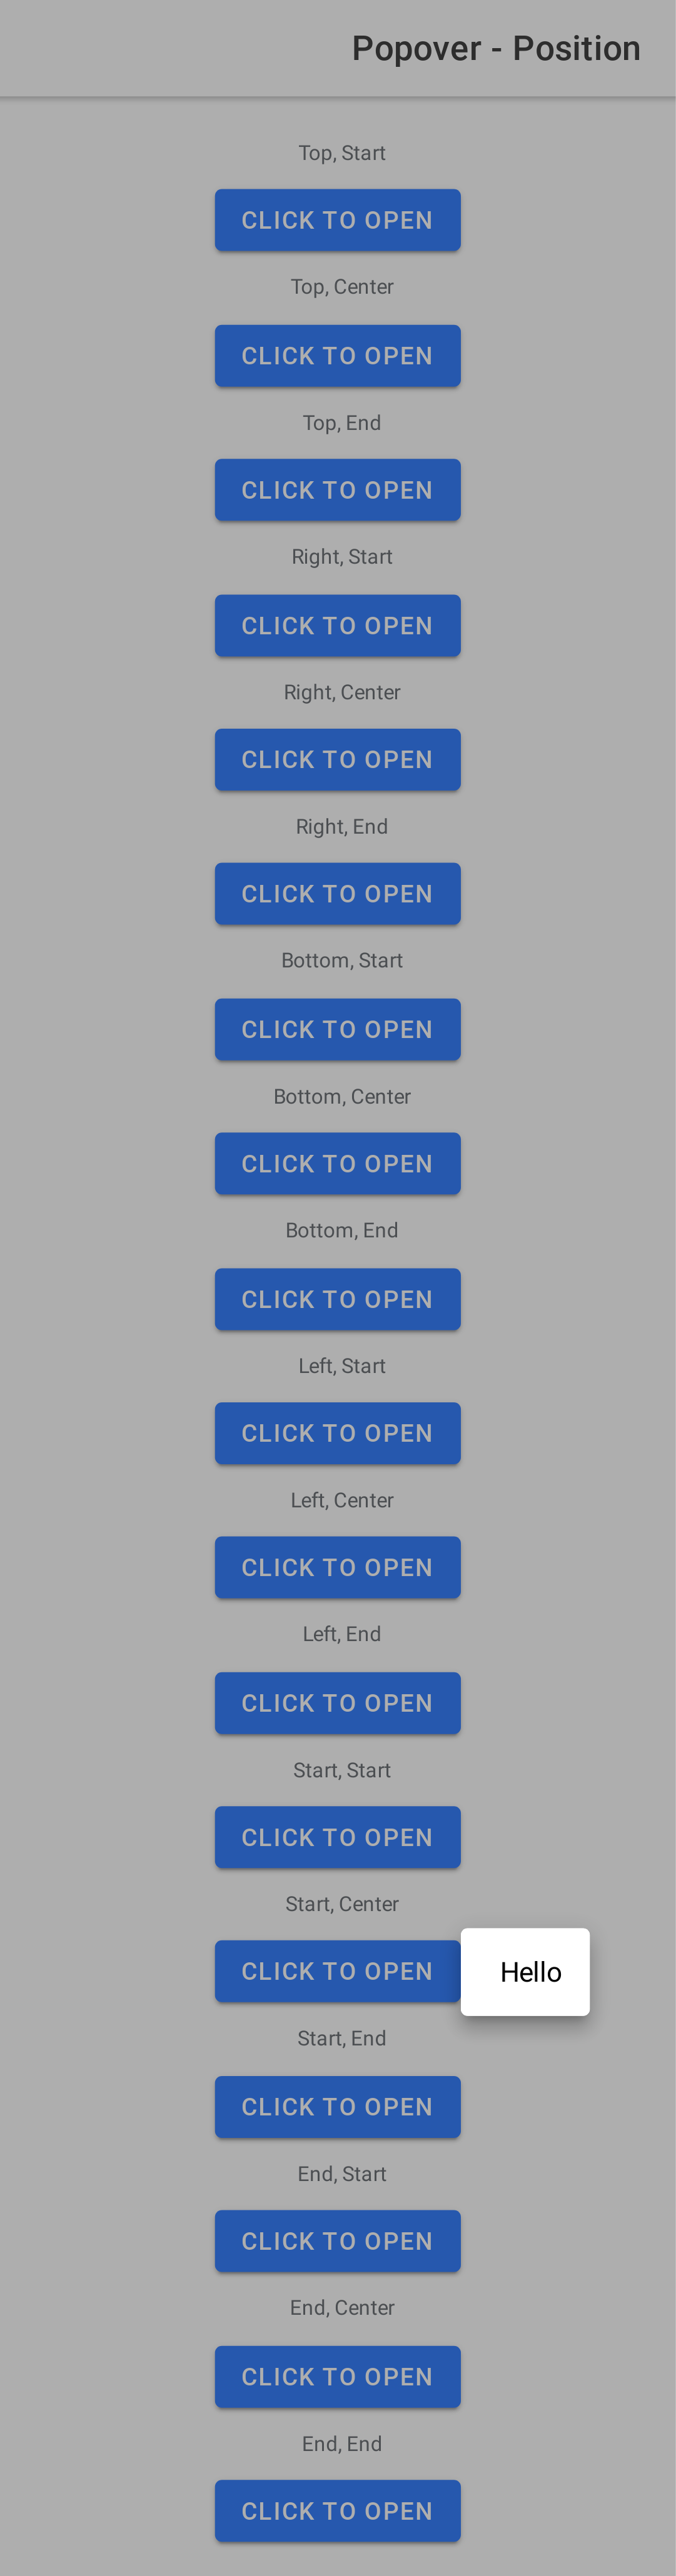 Popover - Position
Top, Start
CLICK TO OPEN
Top, Center
CLICK TO OPEN
Top, End
CLICK TO OPEN
Right, Start
CLICK TO OPEN
Right, Center
CLICK TO OPEN
Right, End
CLICK TO OPEN
Bottom, Start
CLICK TO OPEN
Bottom, Center
CLICK TO OPEN
Bottom, End
CLICK TO OPEN
Left, Start
CLICK TO OPEN
Left, Center
CLICK TO OPEN
Left, End
CLICK TO OPEN
Start, Start
CLICK TO OPEN
Start, Center
CLICK TO OPEN
Hello
Start, End
CLICK TO OPEN
End, Start
CLICK TO OPEN
End, Center
CLICK TO OPEN
End, End
CLICK TO OPEN